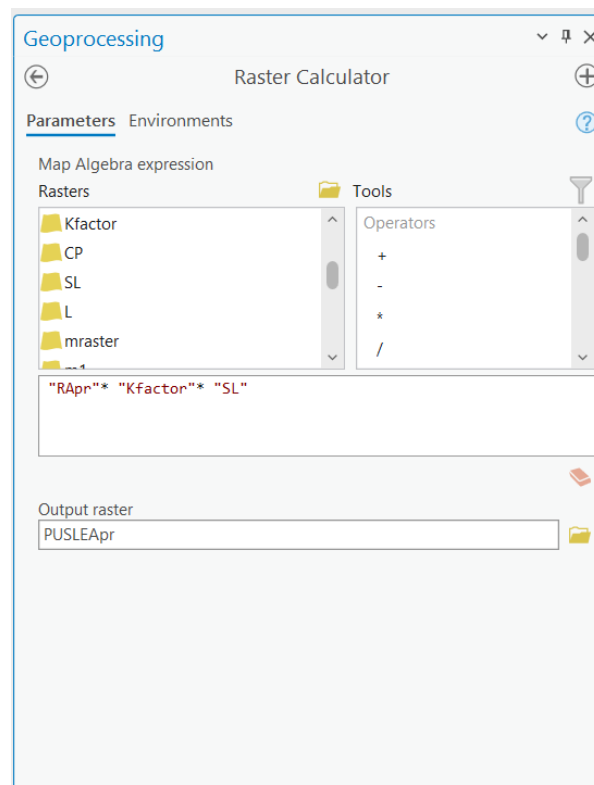 Geoprocessing
Raster Calculator
Parameters Environments
Map Algebra expression
Rasters
Tools
Kfactor
CP
SL
L
mraster
Operators
+
-
*
/
"RApr"* "Kfactor"* "SL"
Output raster
PUSLEApr